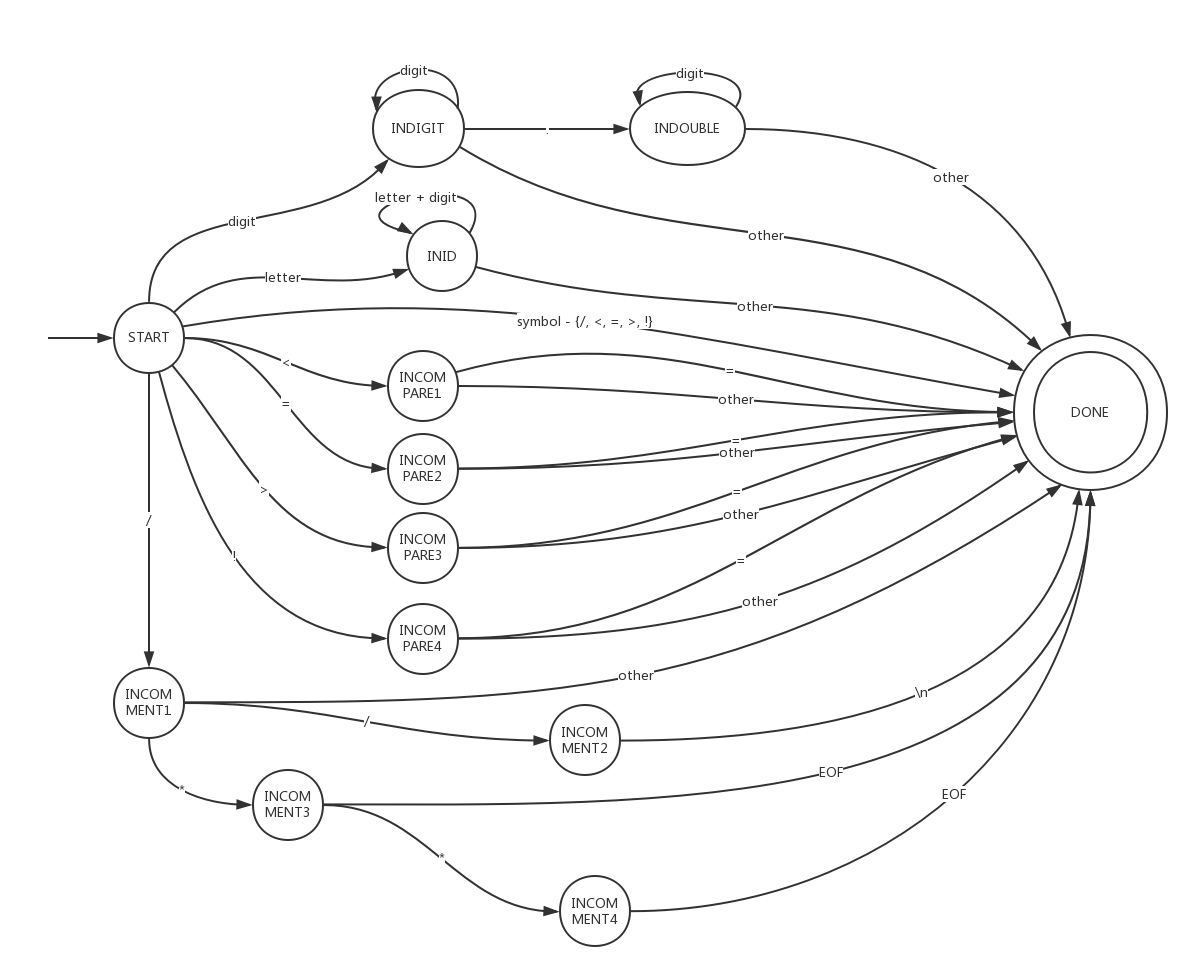 digit
digit
INDIGIT
.
INDOUBLE
other
letter + digit
digit
other
INID
letter
other
symbol - {/, <, =, >, !}
START
<
=
INCOM
PARE1
=
other
DONE
=
INCOM
PARE2
other
>
=
other
/
INCOM
PARE3
!
=
other
INCOM
PARE4
other
INCOM
MENT1
/
\n
INCOM
MENT2
EOF
*
INCOM
MENT3
EOF
*
INCOM
MENT4